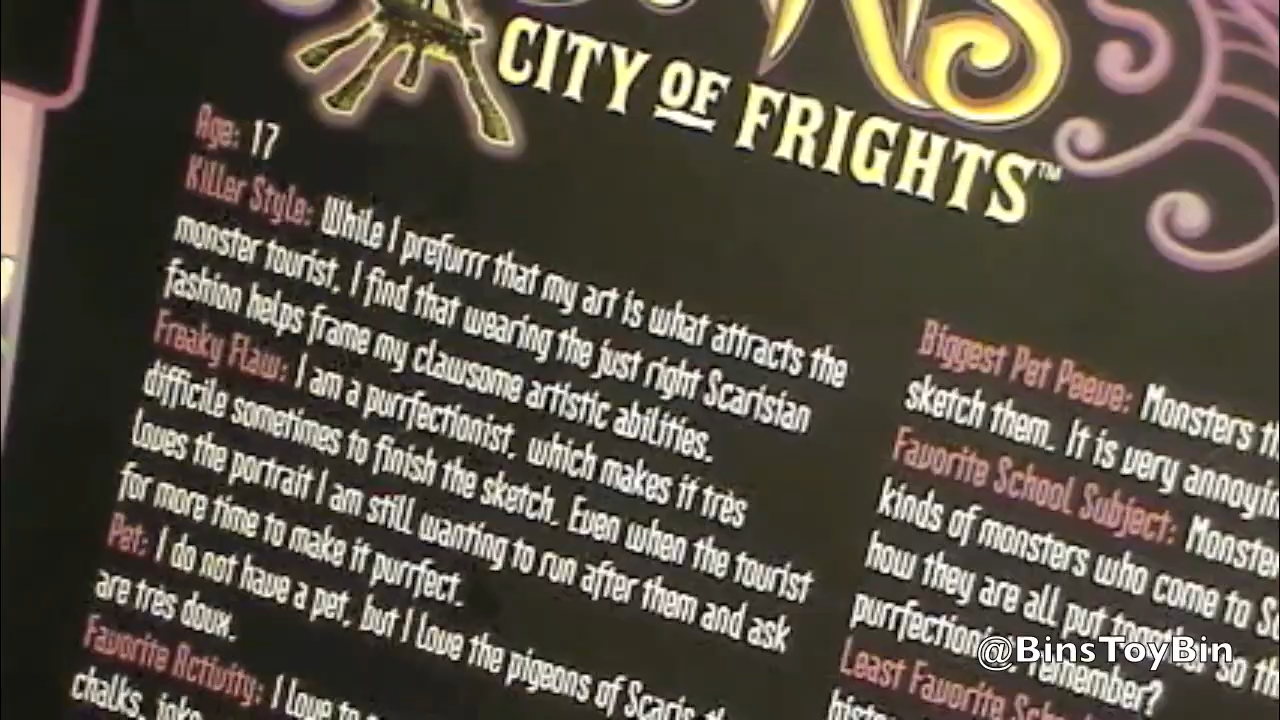 CITY OF FRIGHTS™
Age: 17
Killer Style: While I prefurrr that my art is what attracts the
monster tourist, I find that wearing the just right Scarisian
fashion helps frame my clawsome artistic abilities.
Freaky Flaw: I am a purrfectionist, which makes it très
difficile sometimes to finish the sketch. Even when the tourist
loves the portrait I am still wanting to run after them and ask
for more time to make it purrfect.
Pet: I do not have a pet, but I love the pigeons of Scaris
are très doux.
Favorite Activity: I love to
chalks,
Biggest Pet Peeve: Monsters
sketch them. It is very
Favorite School Subject:
kinds of monsters who come to
how they are all put together so
remember?
Least Favorite
@BinsToyBin